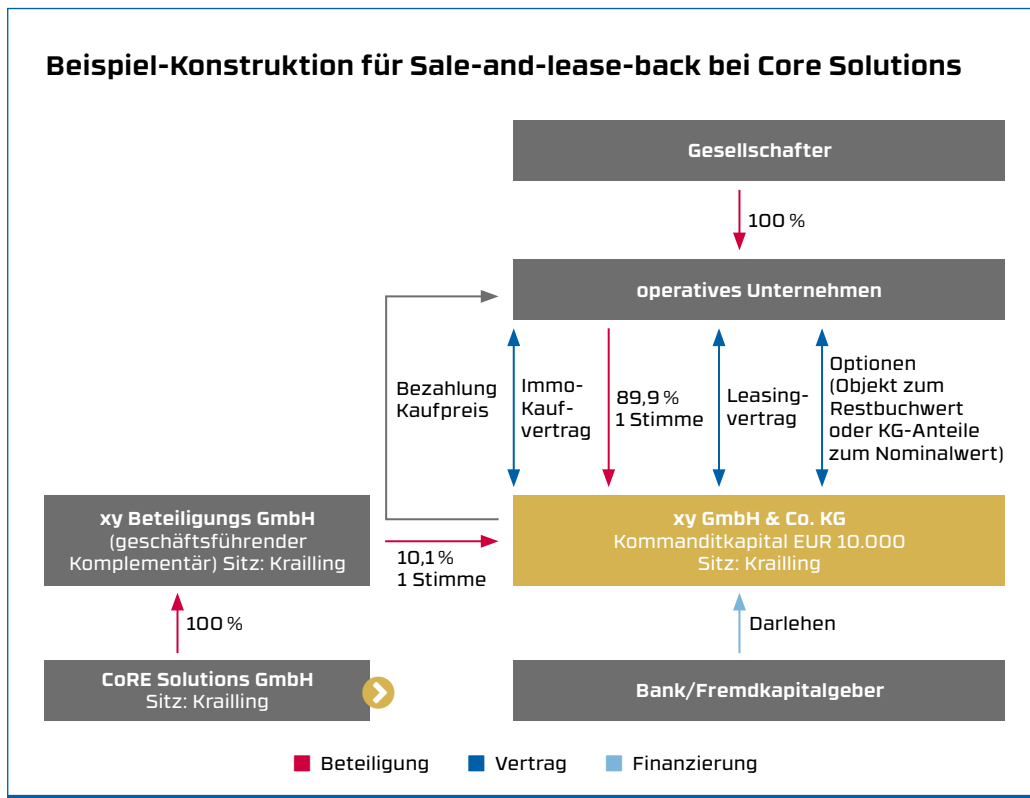 Beispiel-Konstruktion für Sale-and-lease-back bei Core Solutions
Gesellschafter
100 %
operatives Unternehmen
Bezahlung
Kaufpreis
Immo-
Kauf-
vertrag
89,9 %
1 Stimme
Leasing-
vertrag
Optionen
(Objekt zum
Restbuchwert
oder KG-Anteile
zum Nominalwert)
xy Beteiligungs GmbH
(geschäftsführender
Komplementär) Sitz: Krailling
10,1 %
1 Stimme
xy GmbH & Co. KG
Kommanditkapital EUR 10.000
Sitz: Krailling
100 %
Darlehen
CoRE Solutions GmbH
Sitz: Krailling
Bank/Fremdkapitalgeber
Beteiligung
Vertrag
Finanzierung